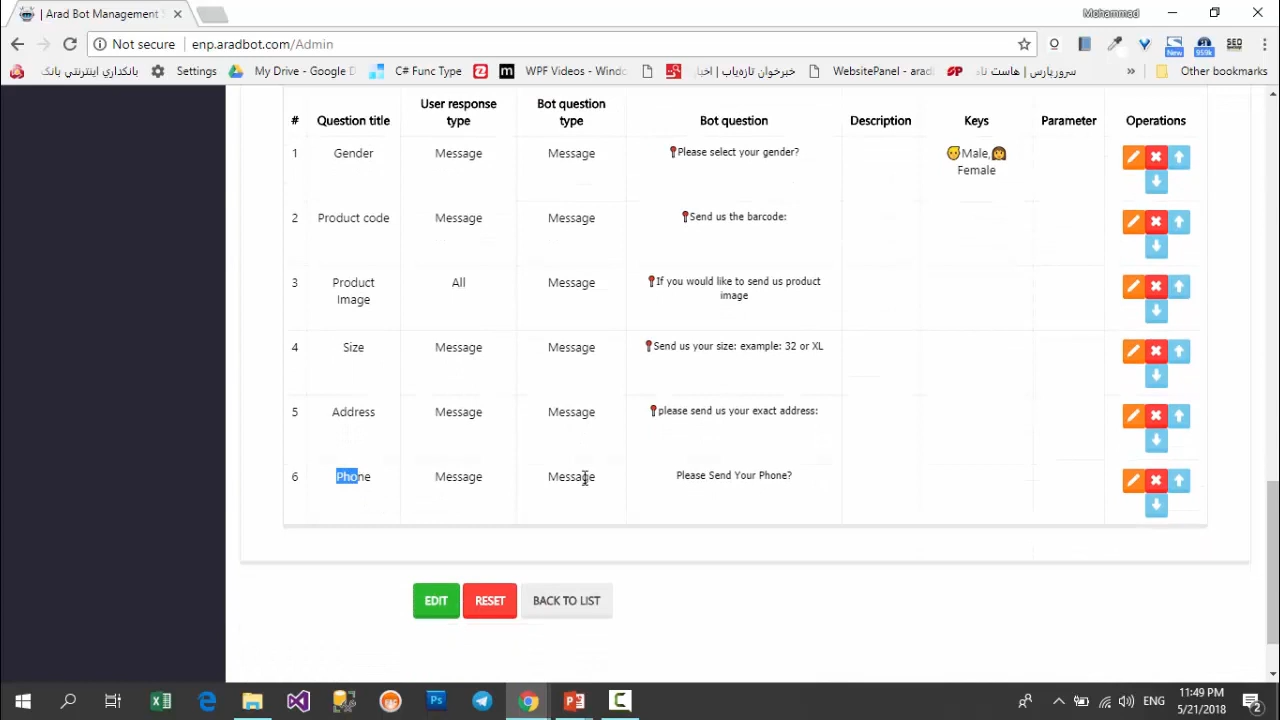 | Arad Bot Management
Mohammad
Not secure
enp.aradbot.com/Admin
New
959k
SEO
بانکداری اینترنتی بانک
Settings
My Drive - Google D
C# Func Type
WPF Videos - Windo
خبرخوان تازه‌یاب | اخبا
WebsitePanel - arad
سرورپارس | هاست نام
»
Other bookmarks
#
Question title
User response
type
Bot question
type
Bot question
Description
Keys
Parameter
Operations
1
Gender
Message
Message
Please select your gender?
Male,
Female
2
Product code
Message
Message
Send us the barcode:
3
Product
Image
All
Message
If you would like to send us product
image
4
Size
Message
Message
Send us your size: example: 32 or XL
5
Address
Message
Message
please send us your exact address:
6
Phone
Message
Message
Please Send Your Phone?
EDIT
RESET
BACK TO LIST
ENG
11:49 PM
5/21/2018
2